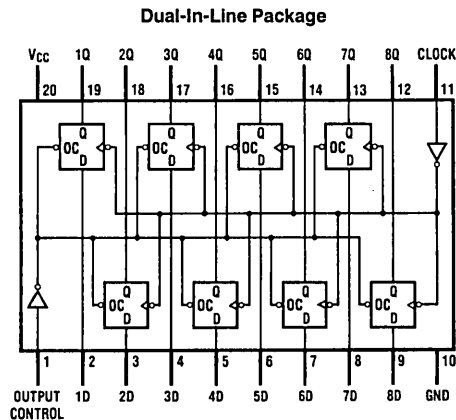 Dual-In-Line Package
VCC 1Q 2Q 3Q 4Q 5Q 6Q 7Q 8Q CLOCK
20 19 18 17 16 15 14 13 12 11
Q Q Q Q
OC OC OC OC
D D D D
Q Q Q Q
OC OC OC OC
D D D D
1 2 3 4 5 6 7 8 9 10
OUTPUT CONTROL 1D 2D 3D 4D 5D 6D 7D 8D GND